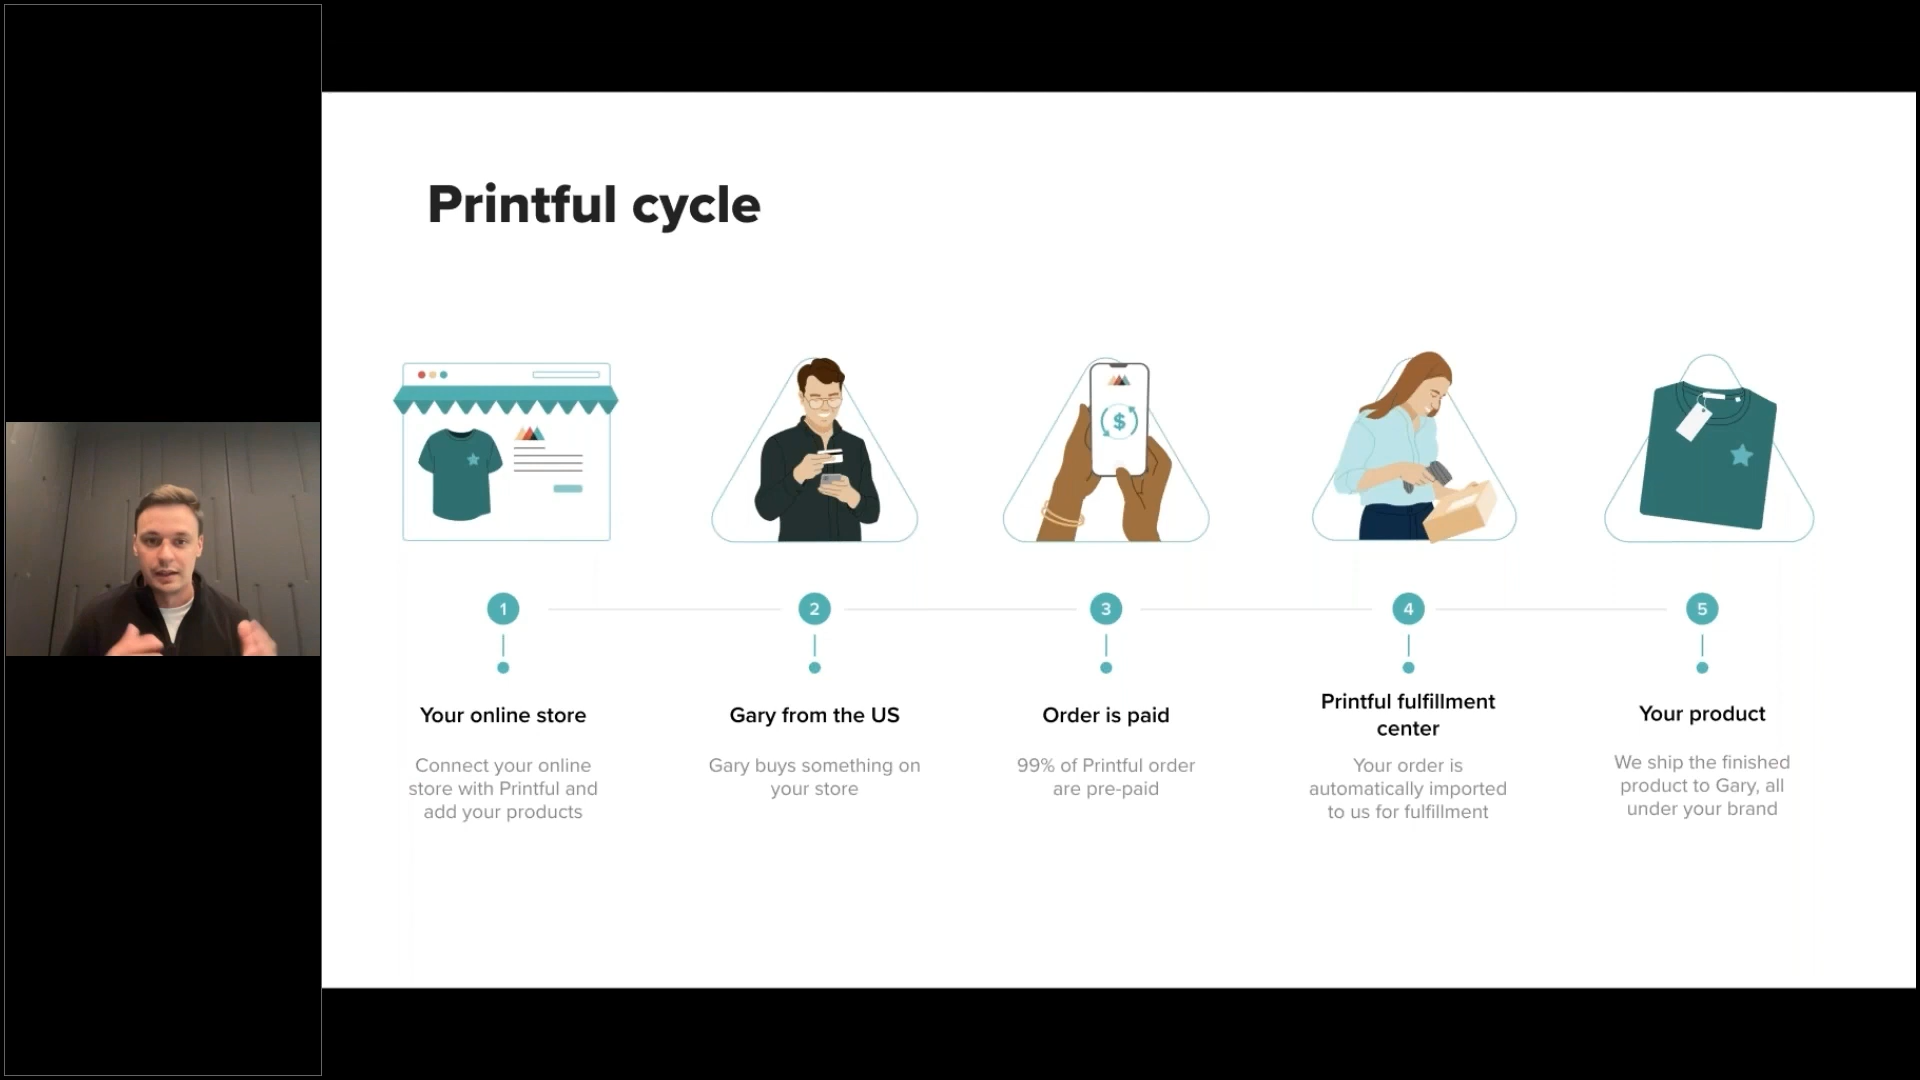 Printful cycle
$
1
2
3
4
5
Your online store
Connect your online
store with Printful and
add your products
Gary from the US
Gary buys something on
your store
Order is paid
99% of Printful order
are pre-paid
Printful fulfillment
center
Your order is
automatically imported
to us for fulfillment
Your product
We ship the finished
product to Gary, all
under your brand